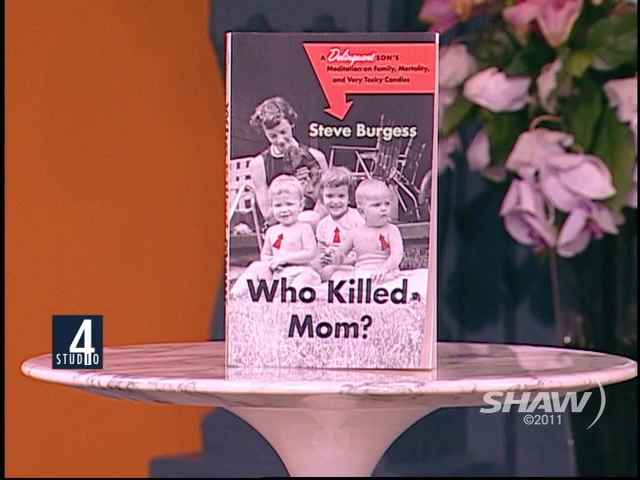 A Delinquent SON'S
Meditation on Family, Mortality,
and Very Tacky Candles
Steve Burgess
Who Killed
Mom?
4
STUDIO
SHAW)
©2011